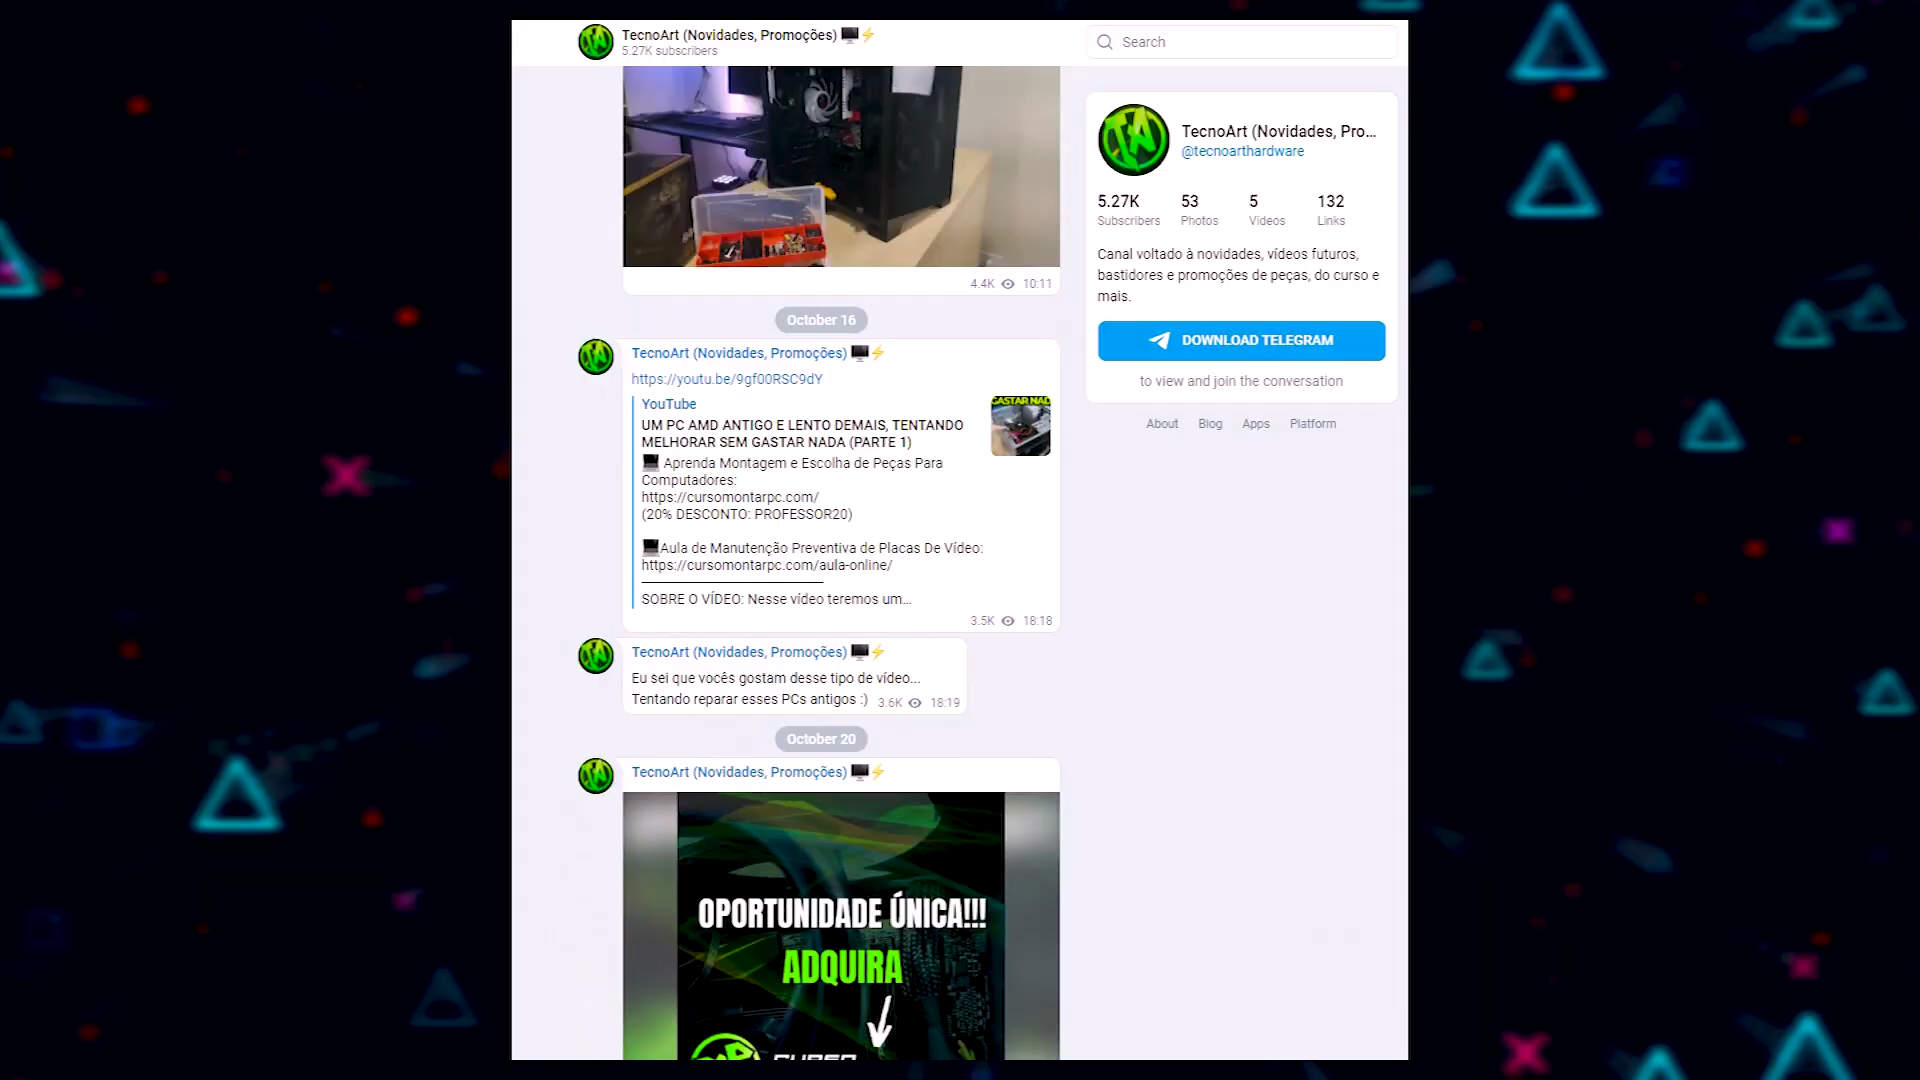 TecnoArt (Novidades, Promoções) 🖥⚡
5.27K subscribers
Search
4.4K 10:11
October 16
TecnoArt (Novidades, Promoções) 🖥⚡
https://youtu.be/9gf00RSC9dY
YouTube
UM PC AMD ANTIGO E LENTO DEMAIS, TENTANDO
MELHORAR SEM GASTAR NADA (PARTE 1)
GASTAR NADA
💻 Aprenda Montagem e Escolha de Peças Para
Computadores:
https://cursomontarpc.com/
(20% DESCONTO: PROFESSOR20)
💻Aula de Manutenção Preventiva de Placas De Vídeo:
https://cursomontarpc.com/aula-online/
SOBRE O VÍDEO: Nesse vídeo teremos um...
3.5K 18:18
TecnoArt (Novidades, Promoções) 🖥⚡
Eu sei que vocês gostam desse tipo de vídeo...
Tentando reparar esses PCs antigos :) 3.6K 18:19
October 20
TecnoArt (Novidades, Promoções) 🖥⚡
OPORTUNIDADE ÚNICA!!!
ADQUIRA
TecnoArt (Novidades, Pro...
@tecnoarthardware
5.27K 53 5 132
Subscribers Photos Videos Links
Canal voltado à novidades, vídeos futuros,
bastidores e promoções de peças, do curso e
mais.
DOWNLOAD TELEGRAM
to view and join the conversation
About Blog Apps Platform